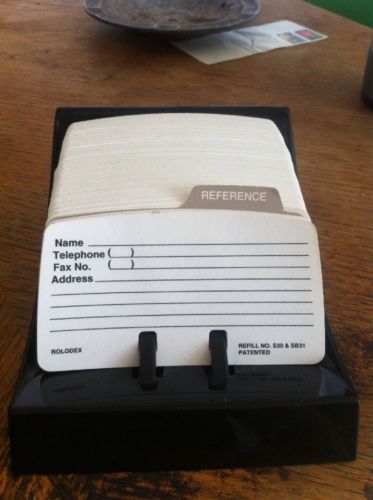 REFERENCE
Name
Telephone ( )
Fax No. ( )
Address
ROLODEX
REFILL NO. S30 & SB31
PATENTED